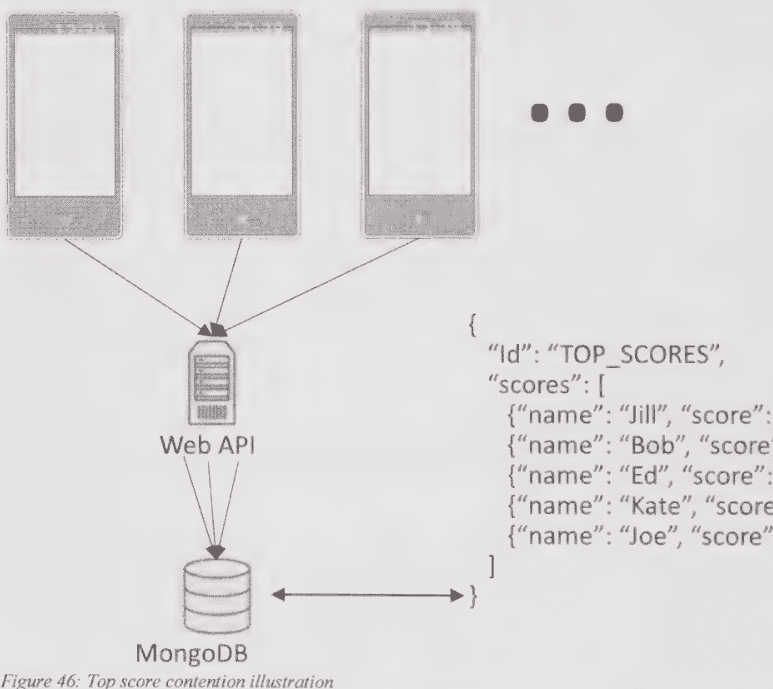 {
"Id": "TOP_SCORES",
"scores": [
{"name": "Jill", "score":
{"name": "Bob", "score"
{"name": "Ed", "score":
{"name": "Kate", "score
{"name": "Joe", "score"
]
}
Web API
MongoDB
Figure 46: Top score contention illustration